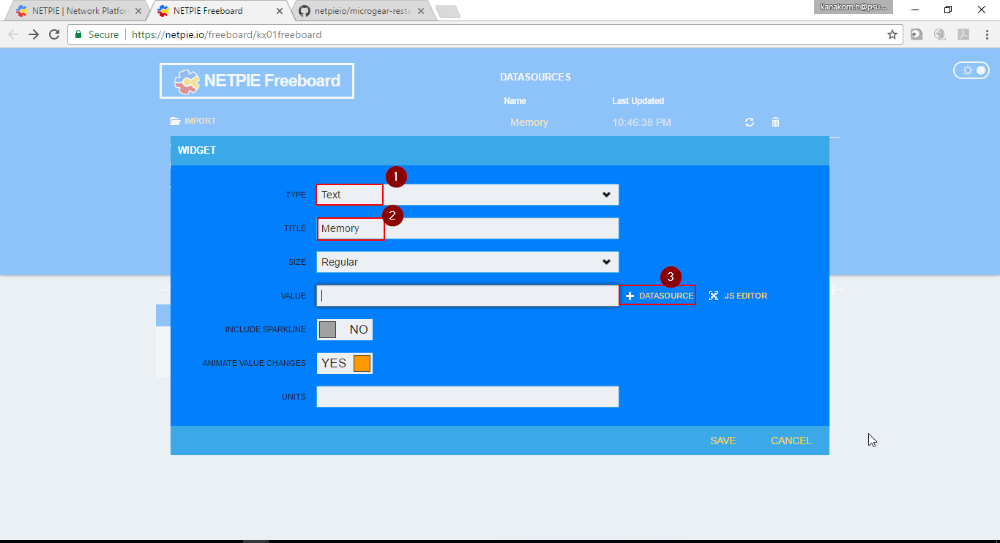 kanakorn.h@psu...
NETPIE | Network Platfor
NETPIE Freeboard
netpieio/microgear-resta
Secure
https://netpie.io/freeboard/kx01freeboard
NETPIE Freeboard
DATASOURCES
Name Last Updated
IMPORT
Memory 10:46:38 PM
WIDGET
1
TYPE Text
2
TITLE Memory
SIZE Regular
3
VALUE DATASOURCE .JS EDITOR
INCLUDE SPARKLINE NO
ANIMATE VALUE CHANGES YES
UNITS
SAVE CANCEL